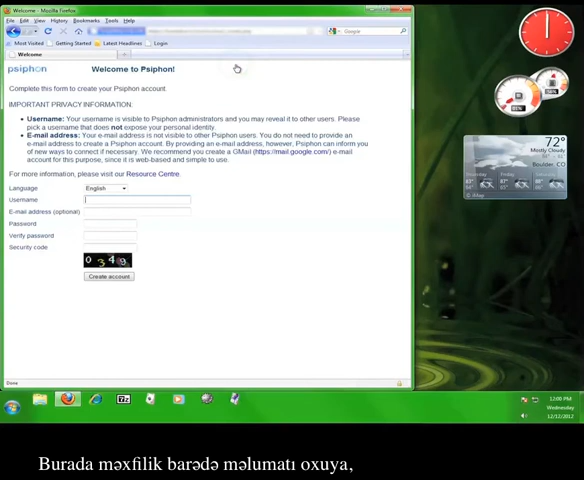 Welcome - Mozilla Firefox
File Edit View History Bookmarks Tools Help
Google
Most Visited Getting Started Latest Headlines Login
Welcome
psiphon Welcome to Psiphon!
Complete this form to create your Psiphon account.
IMPORTANT PRIVACY INFORMATION:
Username: Your username is visible to Psiphon administrators and you may reveal it to other users. Please
pick a username that does not expose your personal identity.
E-mail address: Your e-mail address is not visible to other Psiphon users. You do not need to provide an
e-mail address to create a Psiphon account. By providing an e-mail address, however, Psiphon can inform you
of new ways to connect if necessary. We recommend you create a GMail (https://mail.google.com/) e-mail
account for this purpose, since it is web-based and simple to use.
For more information, please visit our Resource Centre.
Language English
Username
E-mail address (optional)
Password
Verify password
Security code
Create account
Done
72°
Mostly Cloudy
Boulder, CO
Thursday Friday Saturday
12:00 PM
Wednesday
12/12/2012
Burada məxfilik barədə məlumatı oxuya,